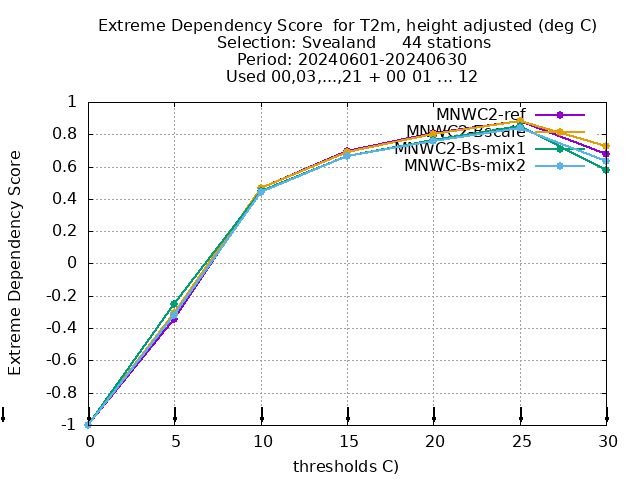 Extreme Dependency Score  for T2m, height adjusted (deg C)
Selection: Svealand     44 stations
Period: 20240601-20240630
Used 00,03,...,21 + 00 01 ... 12
1
0.8
0.6
0.4
0.2
0
-0.2
-0.4
-0.6
-0.8
-1
Extreme Dependency Score
MNWC2-ref
MNWC2-Bscale
MNWC2-Bs-mix1
MNWC-Bs-mix2
0 5 10 15 20 25 30
thresholds C)